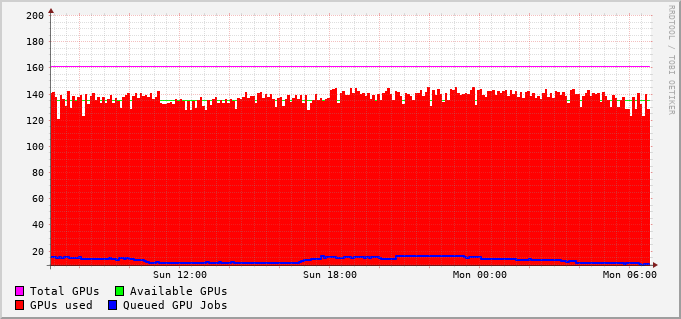 200
180
160
140
120
100
80
60
40
20
Sun 12:00 Sun 18:00 Mon 00:00 Mon 06:00
Total GPUs Available GPUs
GPUs used Queued GPU Jobs
RRDTOOL / TOBI OETIKER